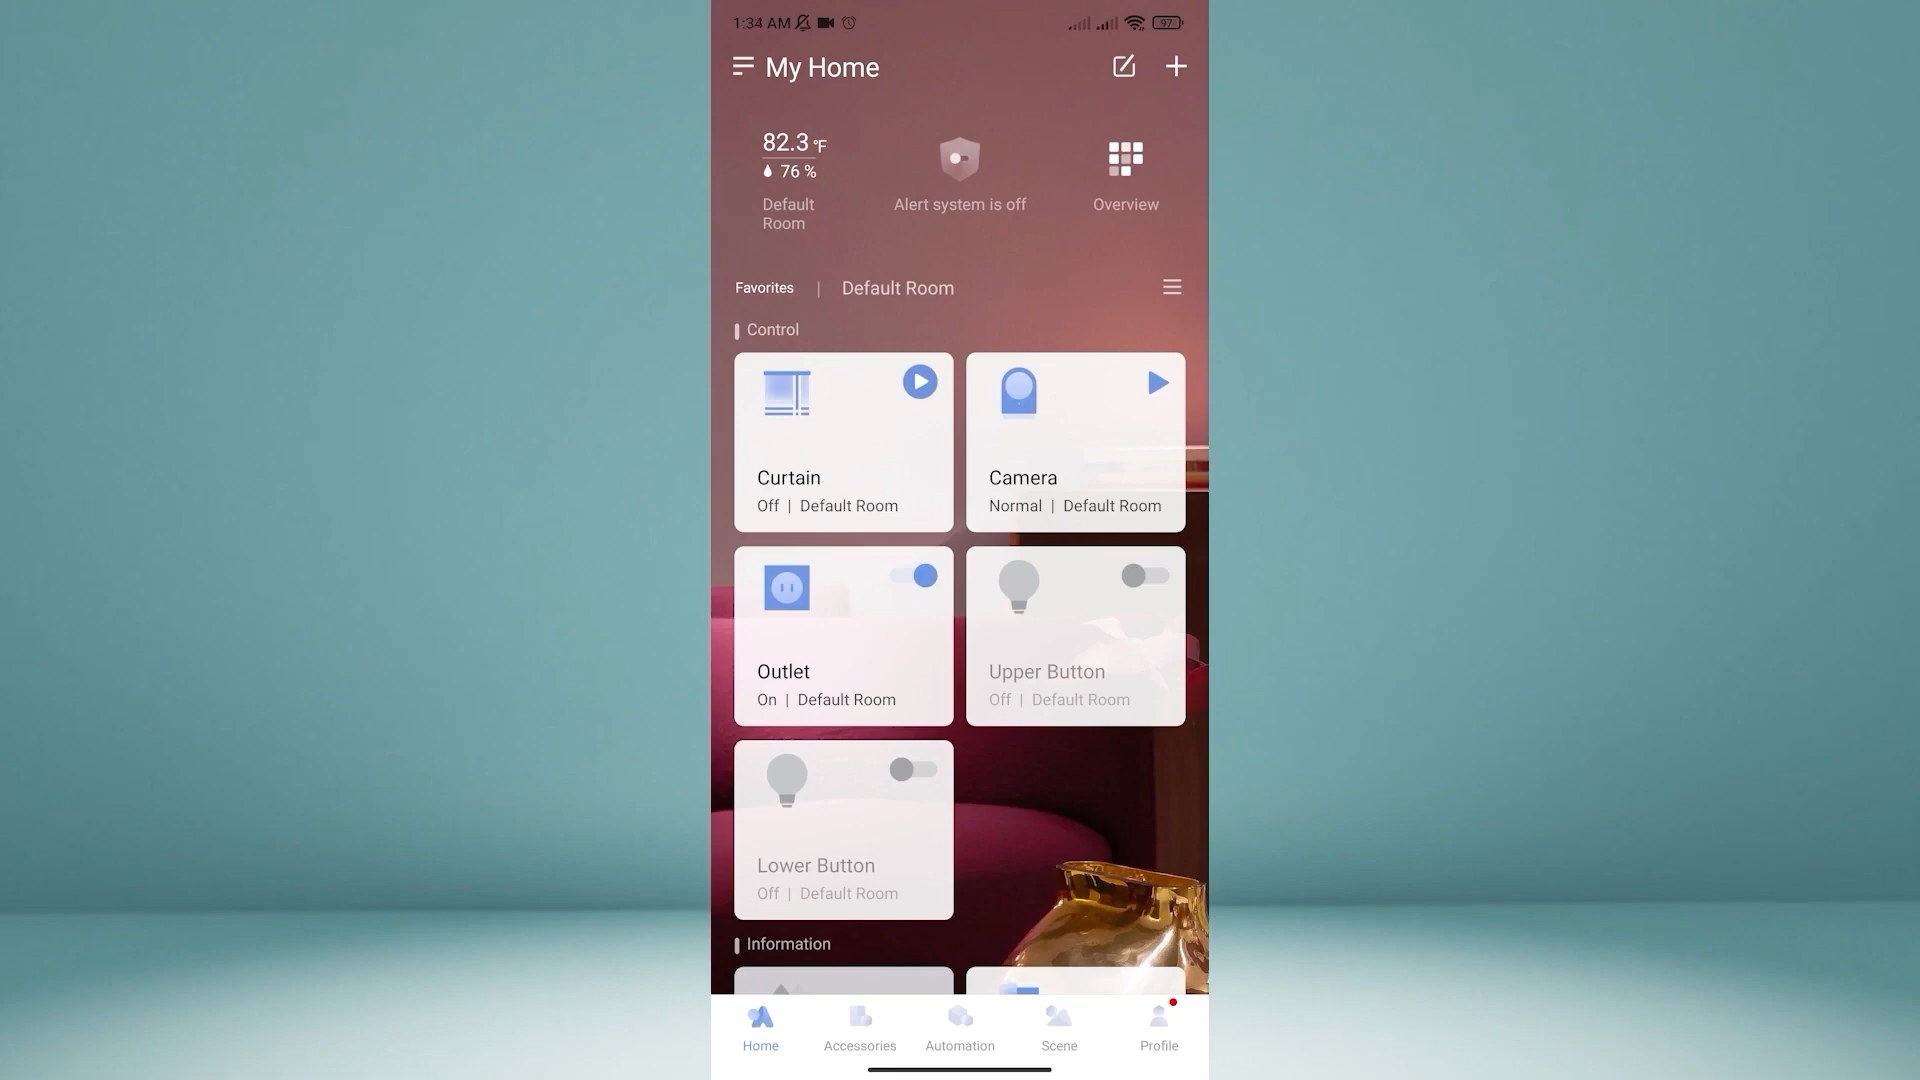 1:34 AM
97
My Home
82.3 °F
76 %
Default
Room
Alert system is off
Overview
Favorites | Default Room
Control
Curtain
Off | Default Room
Camera
Normal | Default Room
Outlet
On | Default Room
Upper Button
Off | Default Room
Lower Button
Off | Default Room
Information
Home
Accessories
Automation
Scene
Profile